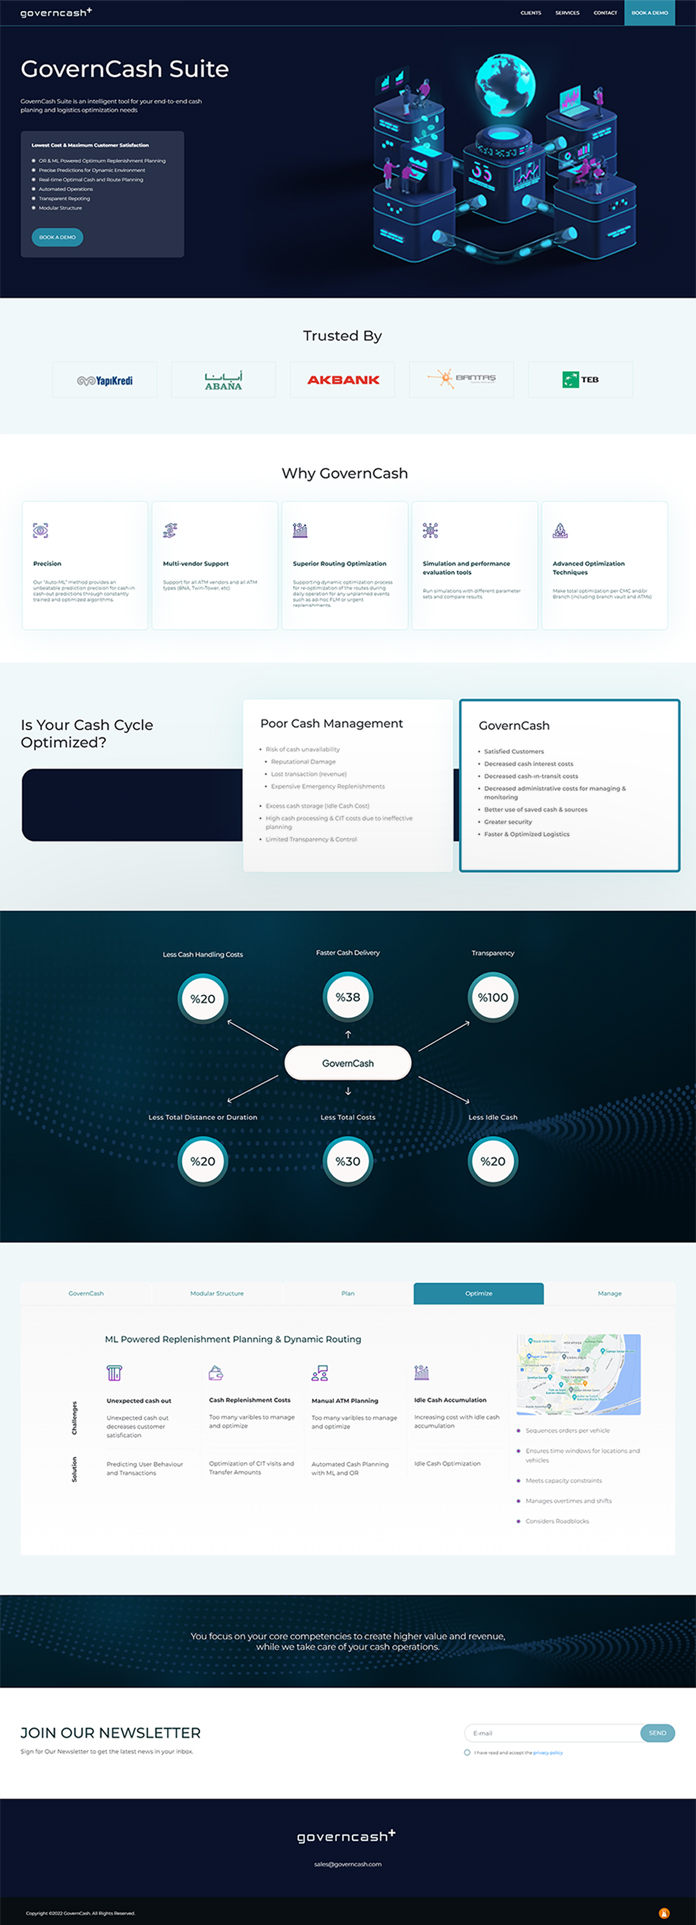 governcash+
CLIENTS
SERVICES
CONTACT
BOOK A DEMO
GovernCash Suite
GovernCash Suite is an intelligent tool for your end-to-end cash
planing and logistics optimization needs
Lowest Cost & Maximum Customer Satisfaction
OR & ML Powered Optimum Replenishment Planning
Precise Predictions for Dynamic Environment
Real-time Optimal Cash and Route Planning
Automated Operations
Transparent Repoting
Modular Structure
BOOK A DEMO
Trusted By
YapıKredi
أبانا
ABANA
AKBANK
BANTAŞ
TEB
Why GovernCash
Precision
Our "Auto-ML" method provides an
unbeatable prediction precision for cash-in
cash-out predictions through constantly
trained and optimized algorithms.
Multi-vendor Support
Support for all ATM vendors and all ATM
types (BNA, Twin-Tower, etc)
Superior Routing Optimization
Supporting dynamic optimization process
for re-optimization of the routes during
daily operation for any unplanned events
such as ad-hoc FLM or urgent
replenishments.
Simulation and performance
evaluation tools
Run simulations with different parameter
sets and compare results.
Advanced Optimization
Techniques
Make total optimization per CMC and/or
Branch (including branch vault and ATMs)
Is Your Cash Cycle
Optimized?
Poor Cash Management
Risk of cash unavailability
Reputational Damage
Lost transaction (revenue)
Expensive Emergency Replenishments
Excess cash storage (Idle Cash Cost)
High cash processing & CIT costs due to ineffective
planning
Limited Transparency & Control
GovernCash
Satisfied Customers
Decreased cash interest costs
Decreased cash-in-transit costs
Decreased administrative costs for managing &
monitoring
Better use of saved cash & sources
Greater security
Faster & Optimized Logistics
Less Cash Handling Costs
%20
Faster Cash Delivery
%38
Transparency
%100
GovernCash
Less Total Distance or Duration
%20
Less Total Costs
%30
Less Idle Cash
%20
GovernCash
Modular Structure
Plan
Optimize
Manage
ML Powered Replenishment Planning & Dynamic Routing
Challenges
Unexpected cash out
Unexpected cash out
decreases customer
satisfication
Cash Replenishment Costs
Too many varibles to manage
and optimize
Manual ATM Planning
Too many varibles to manage
and optimize
Idle Cash Accumulation
Increasing cost with idle cash
accumulation
Solution
Predicting User Behaviour
and Transactions
Optimization of CIT visits and
Transfer Amounts
Automated Cash Planning
with ML and OR
Idle Cash Optimization
Sequences orders per vehicle
Ensures time windows for locations and
vehicles
Meets capacity constraints
Manages overtimes and shifts
Considers Roadblocks
You focus on your core competencies to create higher value and revenue,
while we take care of your cash operations.
JOIN OUR NEWSLETTER
Sign for Our Newsletter to get the latest news in your inbox.
E-mail
SEND
I have read and accept the privacy policy
governcash+
sales@governcash.com
Copyright ©2022 GovernCash. All Rights Reserved.